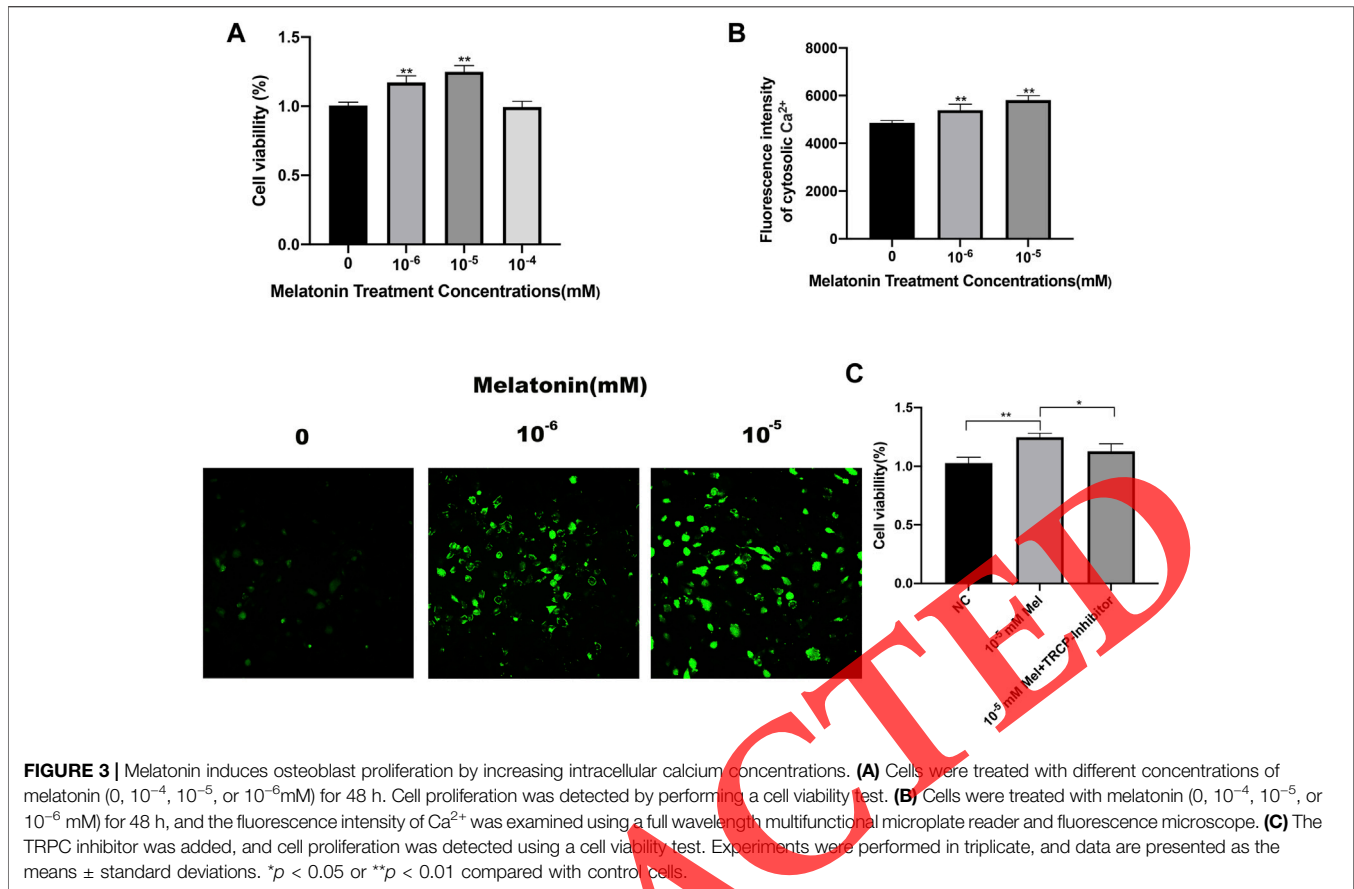 A
1.5
1.0
0.5
0.0
Cell viabillity (%)
**
**
0
10⁻⁶
10⁻⁵
10⁻⁴
Melatonin Treatment Concentrations(mM)
B
8000
6000
4000
2000
0
Fluorescence intensity
of cytosolic Ca²⁺
**
**
0
10⁻⁶
10⁻⁵
Melatonin Treatment Concentrations(mM)
Melatonin(mM)
0
10⁻⁶
10⁻⁵
C
1.5
1.0
0.5
0.0
Cell viabillity(%)
**
*
NC
10⁻⁵ mM Mel
10⁻⁵ mM Mel+TRCP-Inhibitor
ACTED
FIGURE 3 | Melatonin induces osteoblast proliferation by increasing intracellular calcium concentrations. (A) Cells were treated with different concentrations of
melatonin (0, 10⁻⁴, 10⁻⁵, or 10⁻⁶mM) for 48 h. Cell proliferation was detected by performing a cell viability test. (B) Cells were treated with melatonin (0, 10⁻⁴, 10⁻⁵, or
10⁻⁶ mM) for 48 h, and the fluorescence intensity of Ca²⁺ was examined using a full wavelength multifunctional microplate reader and fluorescence microscope. (C) The
TRPC inhibitor was added, and cell proliferation was detected using a cell viability test. Experiments were performed in triplicate, and data are presented as the
means ± standard deviations. *p < 0.05 or **p < 0.01 compared with control cells.